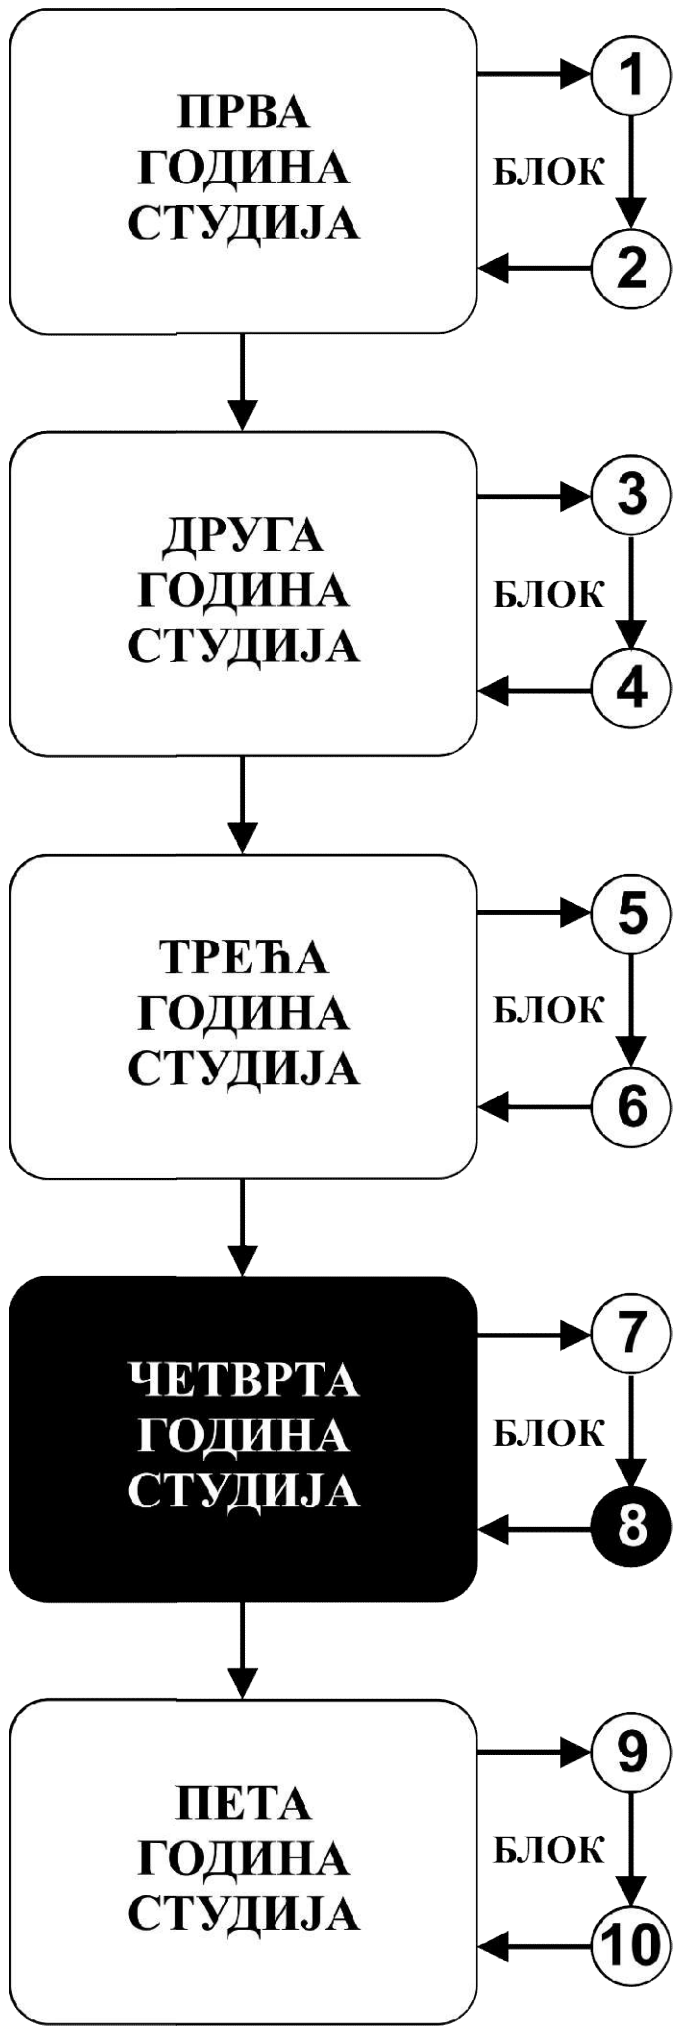 ПРВА
ГОДИНА
СТУДИЈА
1
БЛОК
2
ДРУГА
ГОДИНА
СТУДИЈА
3
БЛОК
4
ТРЕЋА
ГОДИНА
СТУДИЈА
5
БЛОК
6
ЧЕТВРТА
ГОДИНА
СТУДИЈА
7
БЛОК
8
ПЕТА
ГОДИНА
СТУДИЈА
9
БЛОК
10